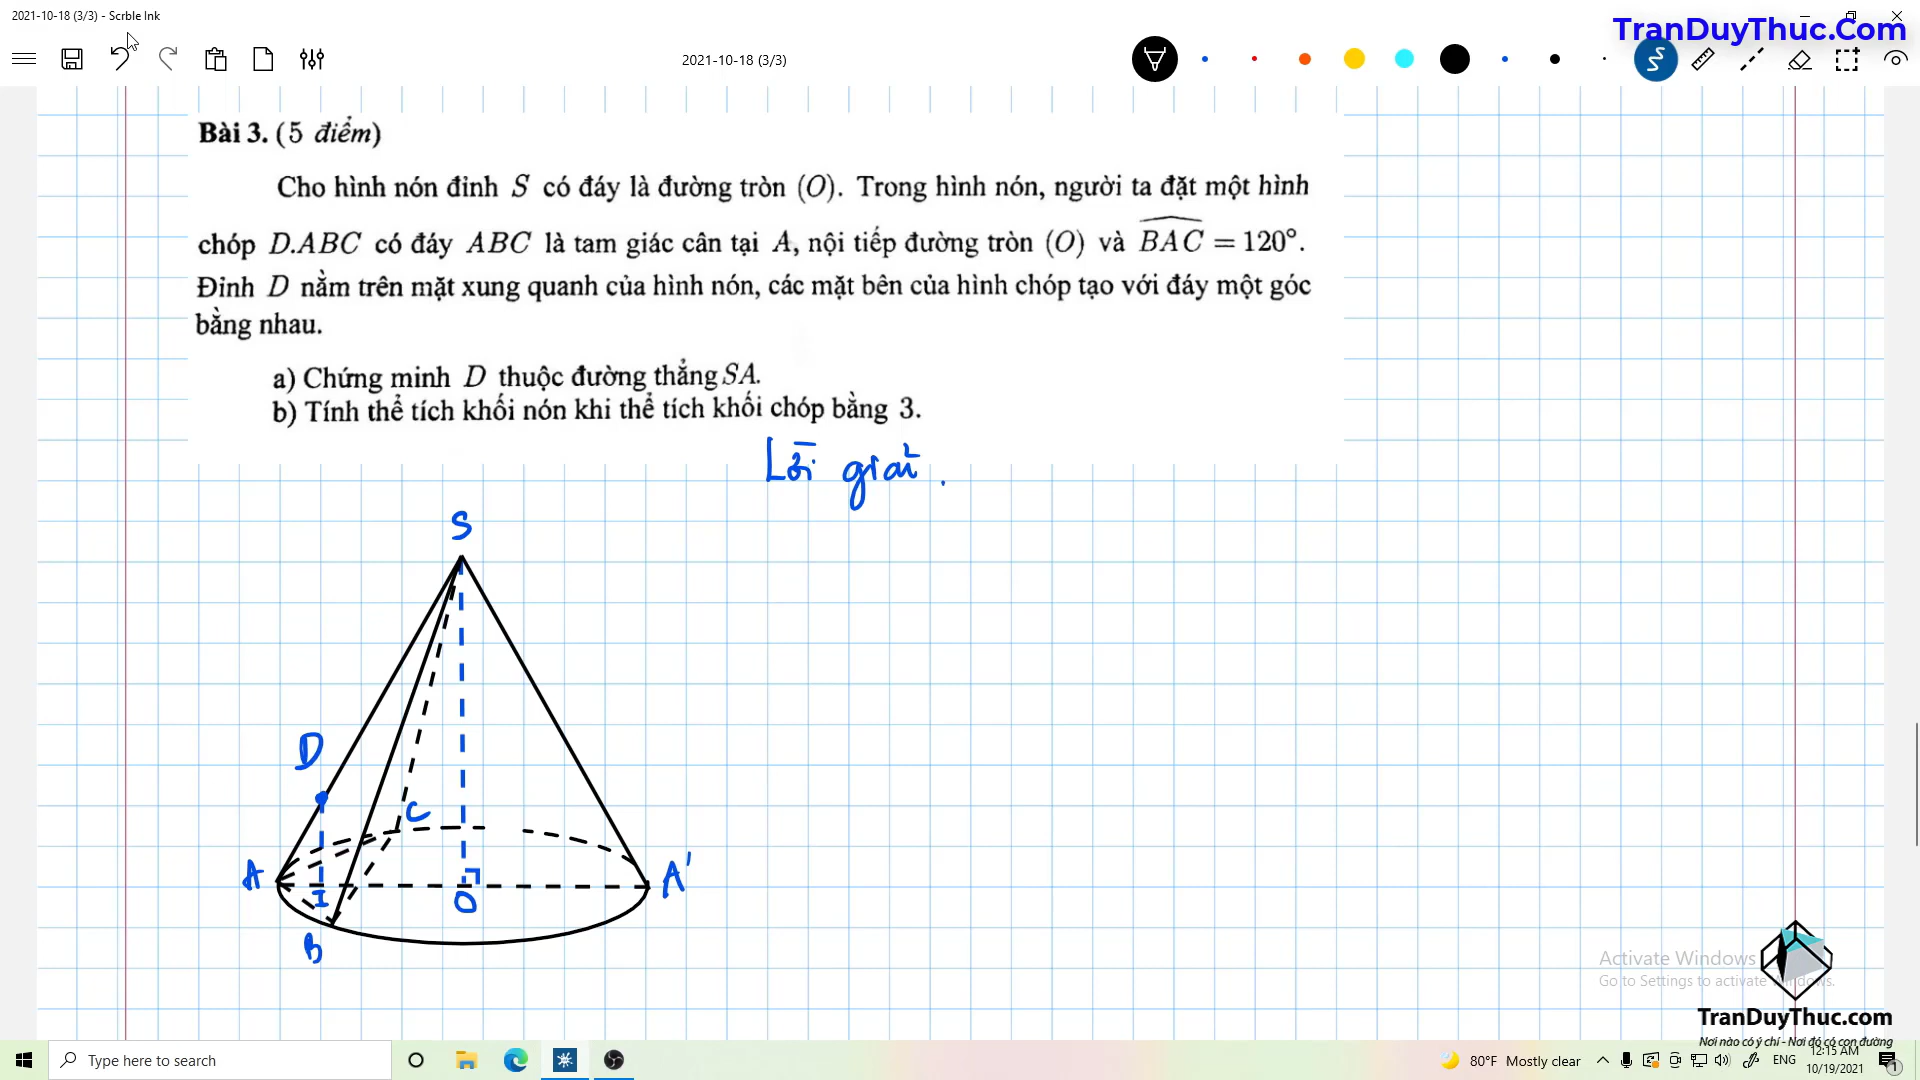 2021-10-18 (3/3) - Scrble Ink
TranDuyThuc.Com
2021-10-18 (3/3)
Bài 3. (5 điểm)
Cho hình nón đỉnh S có đáy là đường tròn (O). Trong hình nón, người ta đặt một hình
chóp D.ABC có đáy ABC là tam giác cân tại A, nội tiếp đường tròn (O) và \widehat{BAC} = 120°.
Đỉnh D nằm trên mặt xung quanh của hình nón, các mặt bên của hình chóp tạo với đáy một góc
bằng nhau.
a) Chứng minh D thuộc đường thẳng SA.
b) Tính thể tích khối nón khi thể tích khối chóp bằng 3.
Lời giải.
S
D
C
A
I
O
A'
B
Activate Windows
Go to Settings to activate Windows.
TranDuyThuc.com
Nơi nào có ý chí - Nơi đó có con đường
Type here to search
80°F Mostly clear
ENG
12:15 AM
10/19/2021
1